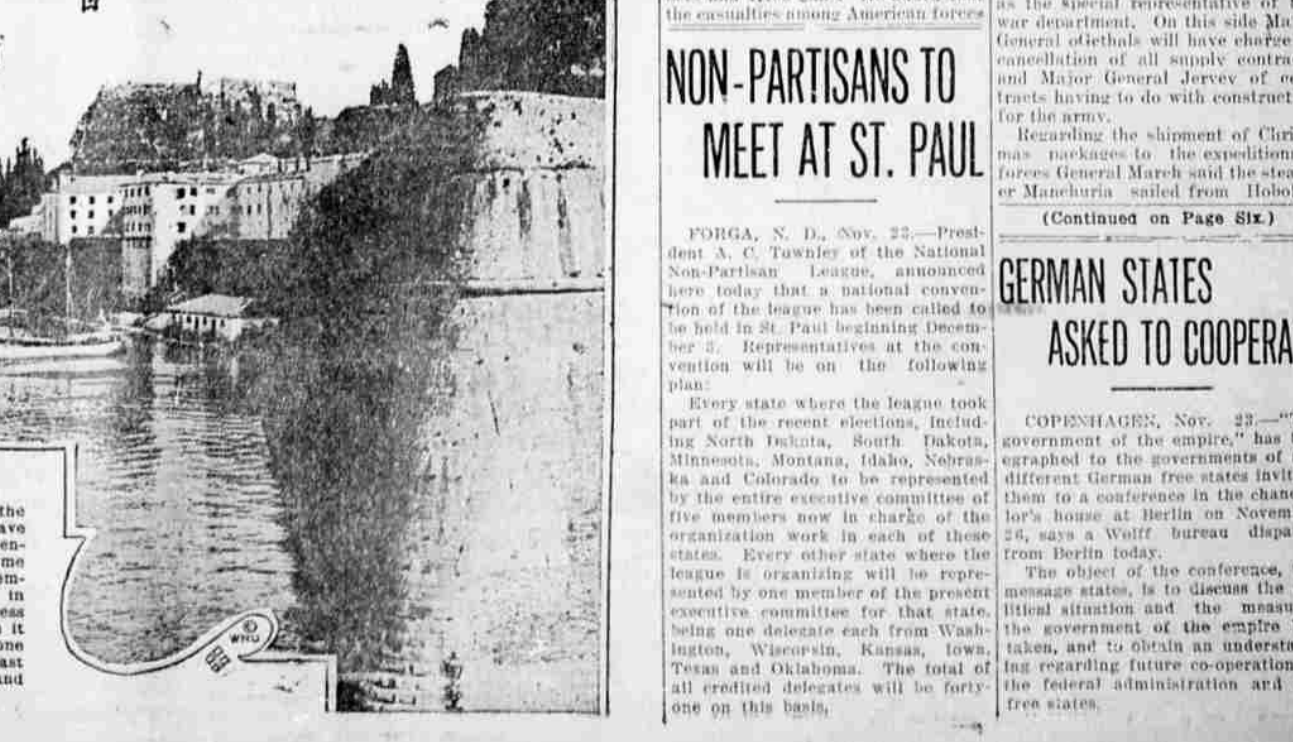 the
ave
en-
me
em-
in
ess
it
one
ast
and
©
WNU
the casualties among American forces
NON-PARTISANS TO
MEET AT ST. PAUL
FORGA, N. D., Nov. 23.—Presi-
dent A. C. Townley of the National
Non-Partisan League, announced
here today that a national conven-
tion of the league has been called to
be held in St. Paul beginning Decem-
ber 3. Representatives at the con-
vention will be on the following
plan:
Every state where the league took
part of the recent elections, includ-
ing North Dakota, South Dakota,
Minnesota, Montana, Idaho, Nebras-
ka and Colorado to be represented
by the entire executive committee of
five members now in charge of the
organization work in each of these
states. Every other state where the
league is organizing will be repre-
sented by one member of the present
executive committee for that state,
being one delegate each from Wash-
ington, Wisconsin, Kansas, Iowa,
Texas and Oklahoma. The total of
all credited delegates will be forty-
one on this basis,
as the special representative of
war department. On this side Ma
General oGethals will have charge
cancellation of all supply contra
and Major General Jervey of co
tracts having to do with construct
for the army.
Regarding the shipment of Chri
mas packages to the expedition
forces General March said the stea
er Manchuria sailed from Hobo
(Continued on Page Six.)
GERMAN STATES
ASKED TO COOPERA
COPENHAGEN, Nov. 23.—"T
government of the empire," has
egraphed to the governments of
different German free states invit
them to a conference in the chan
lor's house at Berlin on Novem
26, says a Wolff bureau dispa
from Berlin today.
The object of the conference,
message states, is to discuss the
litical situation and the measu
the government of the empire
taken, and to obtain an understa
ing regarding future co-operation
the federal administration and
free states.